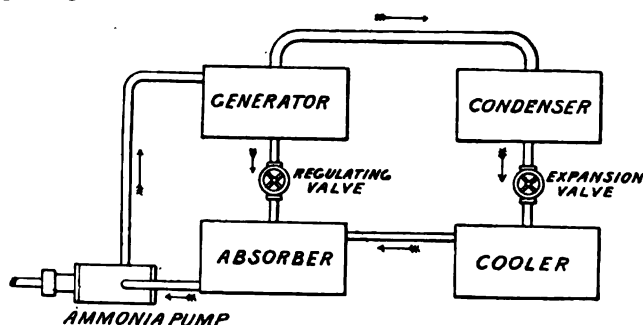 GENERATOR
CONDENSER
REGULATING
VALVE
EXPANSION
VALVE
ABSORBER
COOLER
AMMONIA PUMP